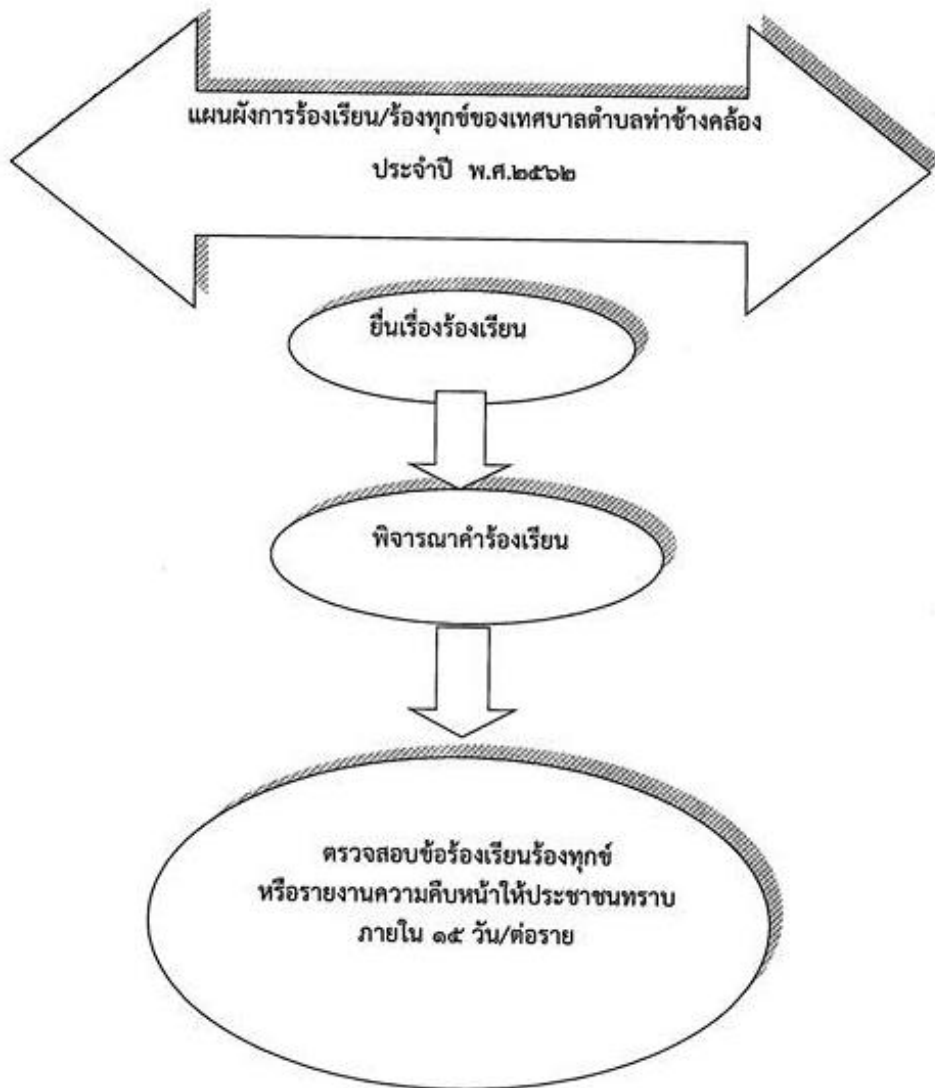 แผนผังการร้องเรียน/ร้องทุกข์ของเทศบาลตำบลท่าช้างคล้อง
ประจำปี พ.ศ.๒๕๖๒
ยื่นเรื่องร้องเรียน
พิจารณาคำร้องเรียน
ตรวจสอบข้อร้องเรียนร้องทุกข์
หรือรายงานความคืบหน้าให้ประชาชนทราบ
ภายใน ๑๕ วัน/ต่อราย